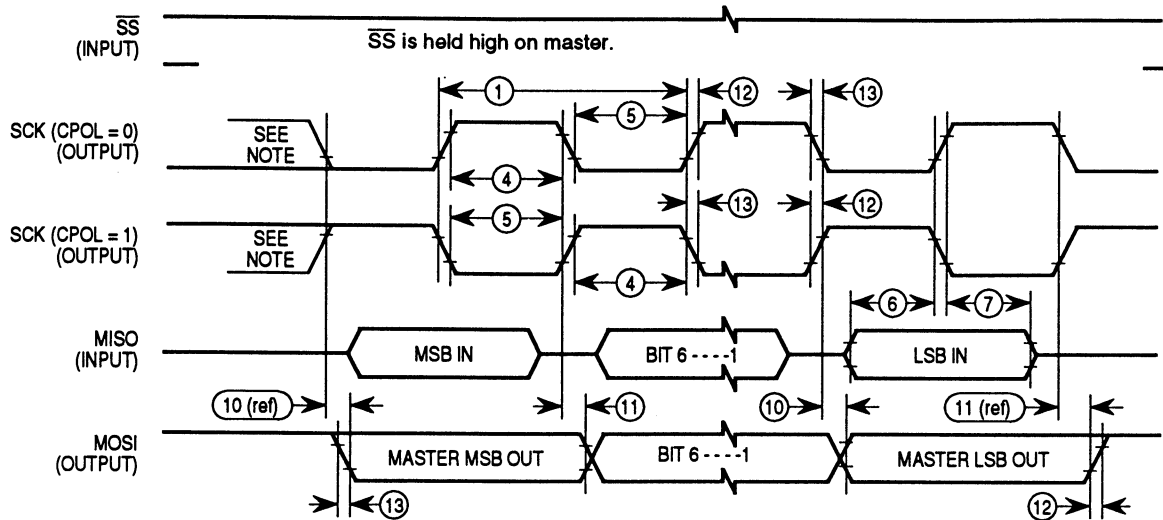 SS
(INPUT)
SS is held high on master.
1
12
13
5
SCK (CPOL = 0)
(OUTPUT)
SEE
NOTE
4
5
13
12
SCK (CPOL = 1)
(OUTPUT)
SEE
NOTE
4
6
7
MISO
(INPUT)
MSB IN
BIT 6 - - - - 1
LSB IN
10 (ref)
11
10
11 (ref)
MOSI
(OUTPUT)
MASTER MSB OUT
BIT 6 - - - - 1
MASTER LSB OUT
13
12